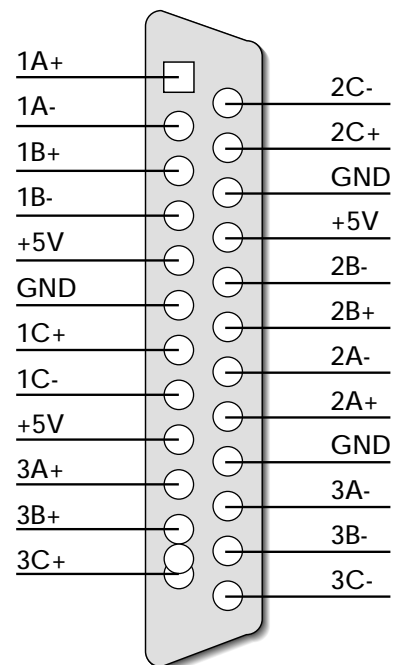 1A+
1A-
1B+
1B-
+5V
GND
1C+
1C-
+5V
3A+
3B+
3C+
2C-
2C+
GND
+5V
2B-
2B+
2A-
2A+
GND
3A-
3B-
3C-